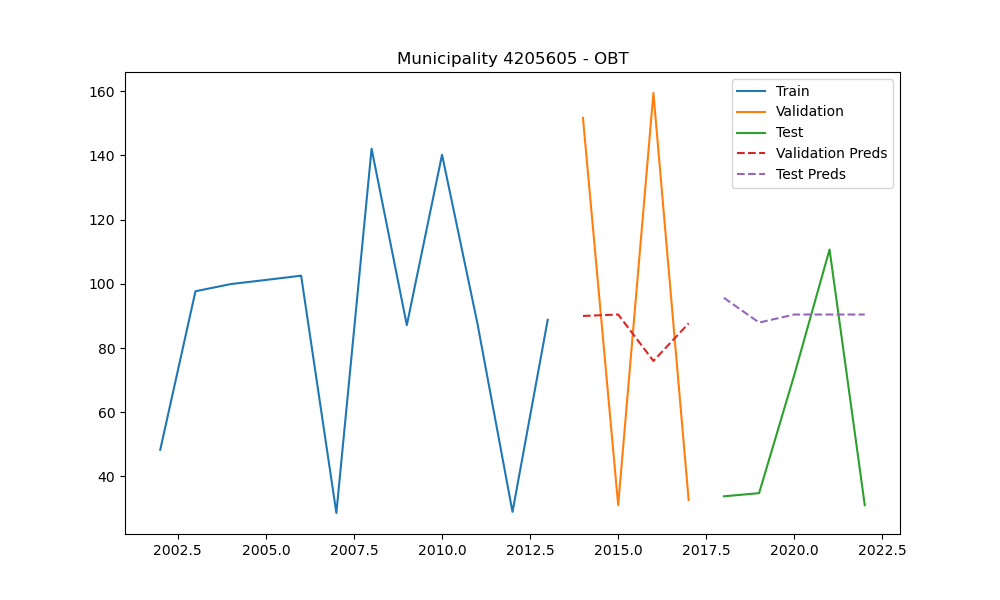 Municipality 4205605 - OBT
160
140
120
100
80
60
40
2002.5 2005.0 2007.5 2010.0 2012.5 2015.0 2017.5 2020.0 2022.5
Train
Validation
Test
Validation Preds
Test Preds